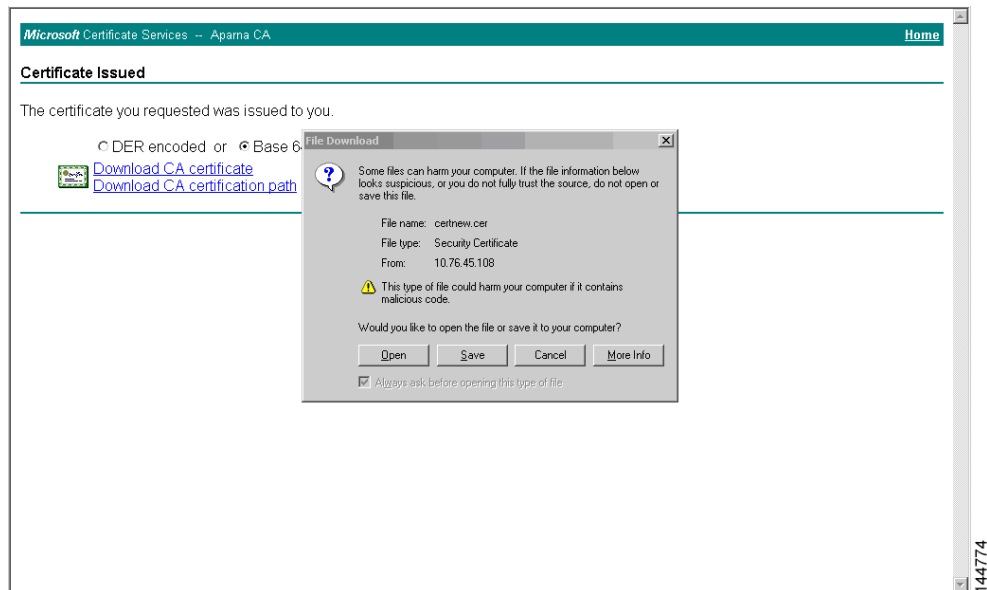 Microsoft Certificate Services -- Aparna CA Home
Certificate Issued
The certificate you requested was issued to you.
DER encoded or Base 6
Download CA certificate
Download CA certification path
File Download
Some files can harm your computer. If the file information below
looks suspicious, or you do not fully trust the source, do not open or
save this file.
File name: certnew.cer
File type: Security Certificate
From: 10.76.45.108
This type of file could harm your computer if it contains
malicious code.
Would you like to open the file or save it to your computer?
Open Save Cancel More Info
Always ask before opening this type of file
144774